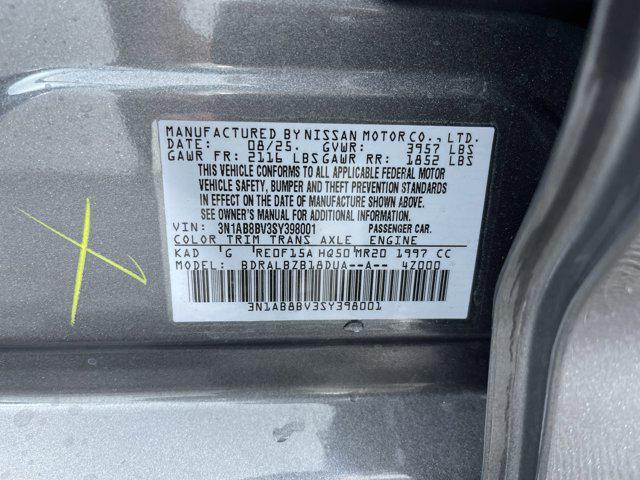 MANUFACTURED BY NISSAN MOTOR CO., LTD.
DATE: 08/25. GVWR: 3957 LBS
GAWR FR: 2116 LBS GAWR RR: 1852 LBS
THIS VEHICLE CONFORMS TO ALL APPLICABLE FEDERAL MOTOR
VEHICLE SAFETY, BUMPER AND THEFT PREVENTION STANDARDS
IN EFFECT ON THE DATE OF MANUFACTURE SHOWN ABOVE.
SEE OWNER'S MANUAL FOR ADDITIONAL INFORMATION.
VIN: 3N1AB8BV3SY398001 PASSENGER CAR.
COLOR TRIM TRANS AXLE ENGINE
KAD G RE0F15A HQ50 MR20 1997 CC
MODEL: BDRALBZB18DUA--A-- 4Z000
3N1AB8BV3SY398001